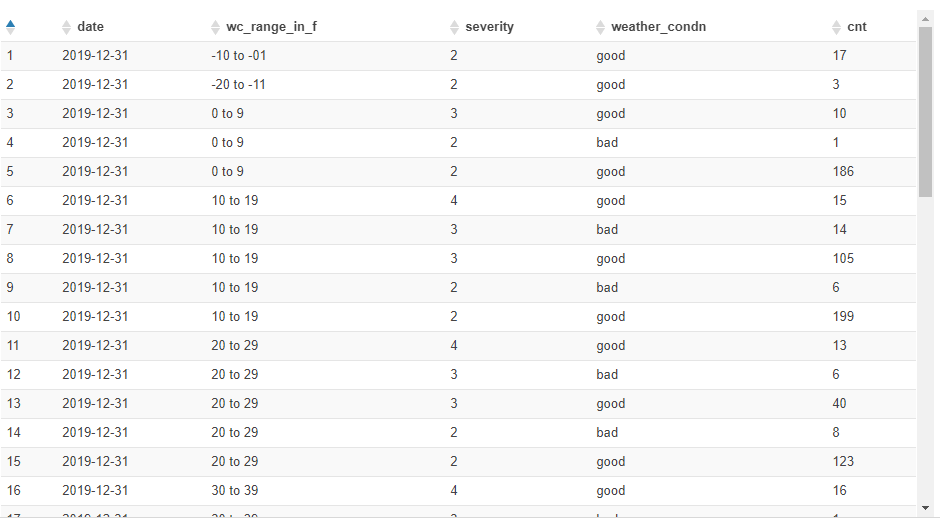 date wc_range_in_f severity weather_condn cnt
1 2019-12-31 -10 to -01 2 good 17
2 2019-12-31 -20 to -11 2 good 3
3 2019-12-31 0 to 9 3 good 10
4 2019-12-31 0 to 9 2 bad 1
5 2019-12-31 0 to 9 2 good 186
6 2019-12-31 10 to 19 4 good 15
7 2019-12-31 10 to 19 3 bad 14
8 2019-12-31 10 to 19 3 good 105
9 2019-12-31 10 to 19 2 bad 6
10 2019-12-31 10 to 19 2 good 199
11 2019-12-31 20 to 29 4 good 13
12 2019-12-31 20 to 29 3 bad 6
13 2019-12-31 20 to 29 3 good 40
14 2019-12-31 20 to 29 2 bad 8
15 2019-12-31 20 to 29 2 good 123
16 2019-12-31 30 to 39 4 good 16